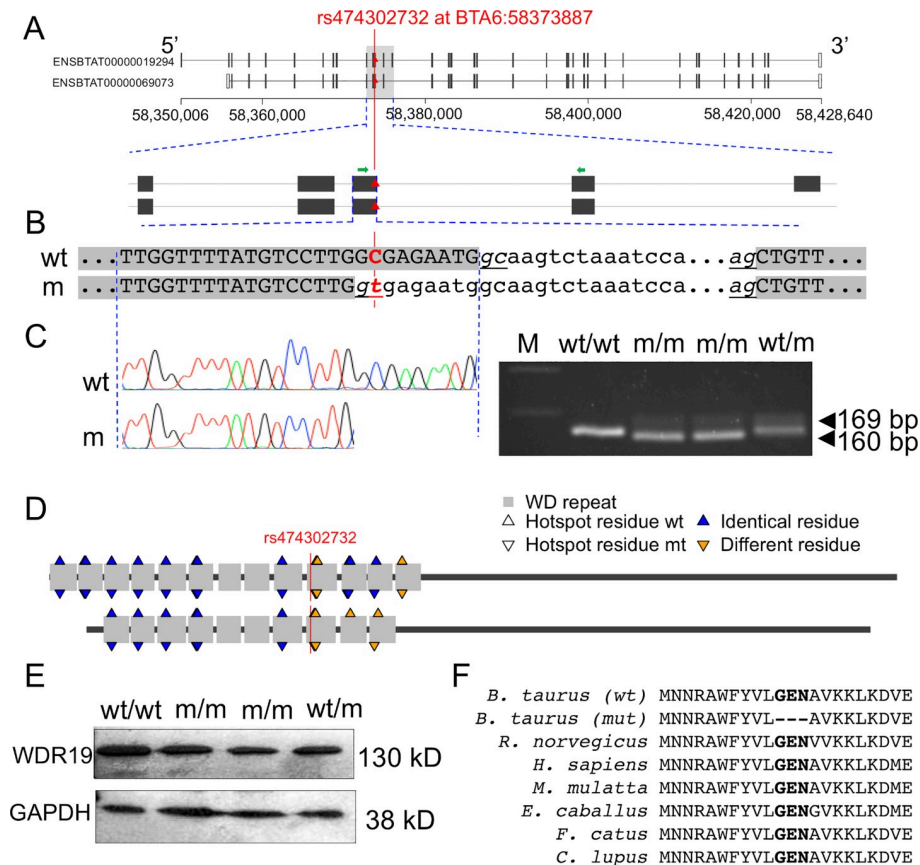 rs474302732 at BTA6:58373887
A
5’ 3’
ENSBTAT00000019294
ENSBTAT00000069073
58,350,006 58,360,000 58,380,000 58,400,000 58,420,000 58,428,640
B
wt ...TTGGTTTTATGTCCTTGGCGAGAATGgcaagtctaaatcca...agCTGTT...
m ...TTGGTTTTATGTCCTTGgtgagaatggcaagtctaaatcca...agCTGTT...
C
wt
m
M wt/wt m/m m/m wt/m
169 bp
160 bp
D
WD repeat
Hotspot residue wt Identical residue
Hotspot residue mt Different residue
rs474302732
E
wt/wt m/m m/m wt/m
WDR19 130 kD
GAPDH 38 kD
F
B. taurus (wt) MNNRAWFYVLGENAVKKLKDVE
B. taurus (mut) MNNRAWFYVL---AVKKLKDVE
R. norvegicus MNNRAWFYVLGENVVKKLKDVE
H. sapiens MNNRAWFYVLGENAVKKLKDME
M. mulatta MNNRAWFYVLGENAVKKLKDME
E. caballus MNNRAWFYVLGENGVKKLKDME
F. catus MNNRAWFYVLGENAVKKLKDVE
C. lupus MNNRAWFYVLGENAVKKLKDVE